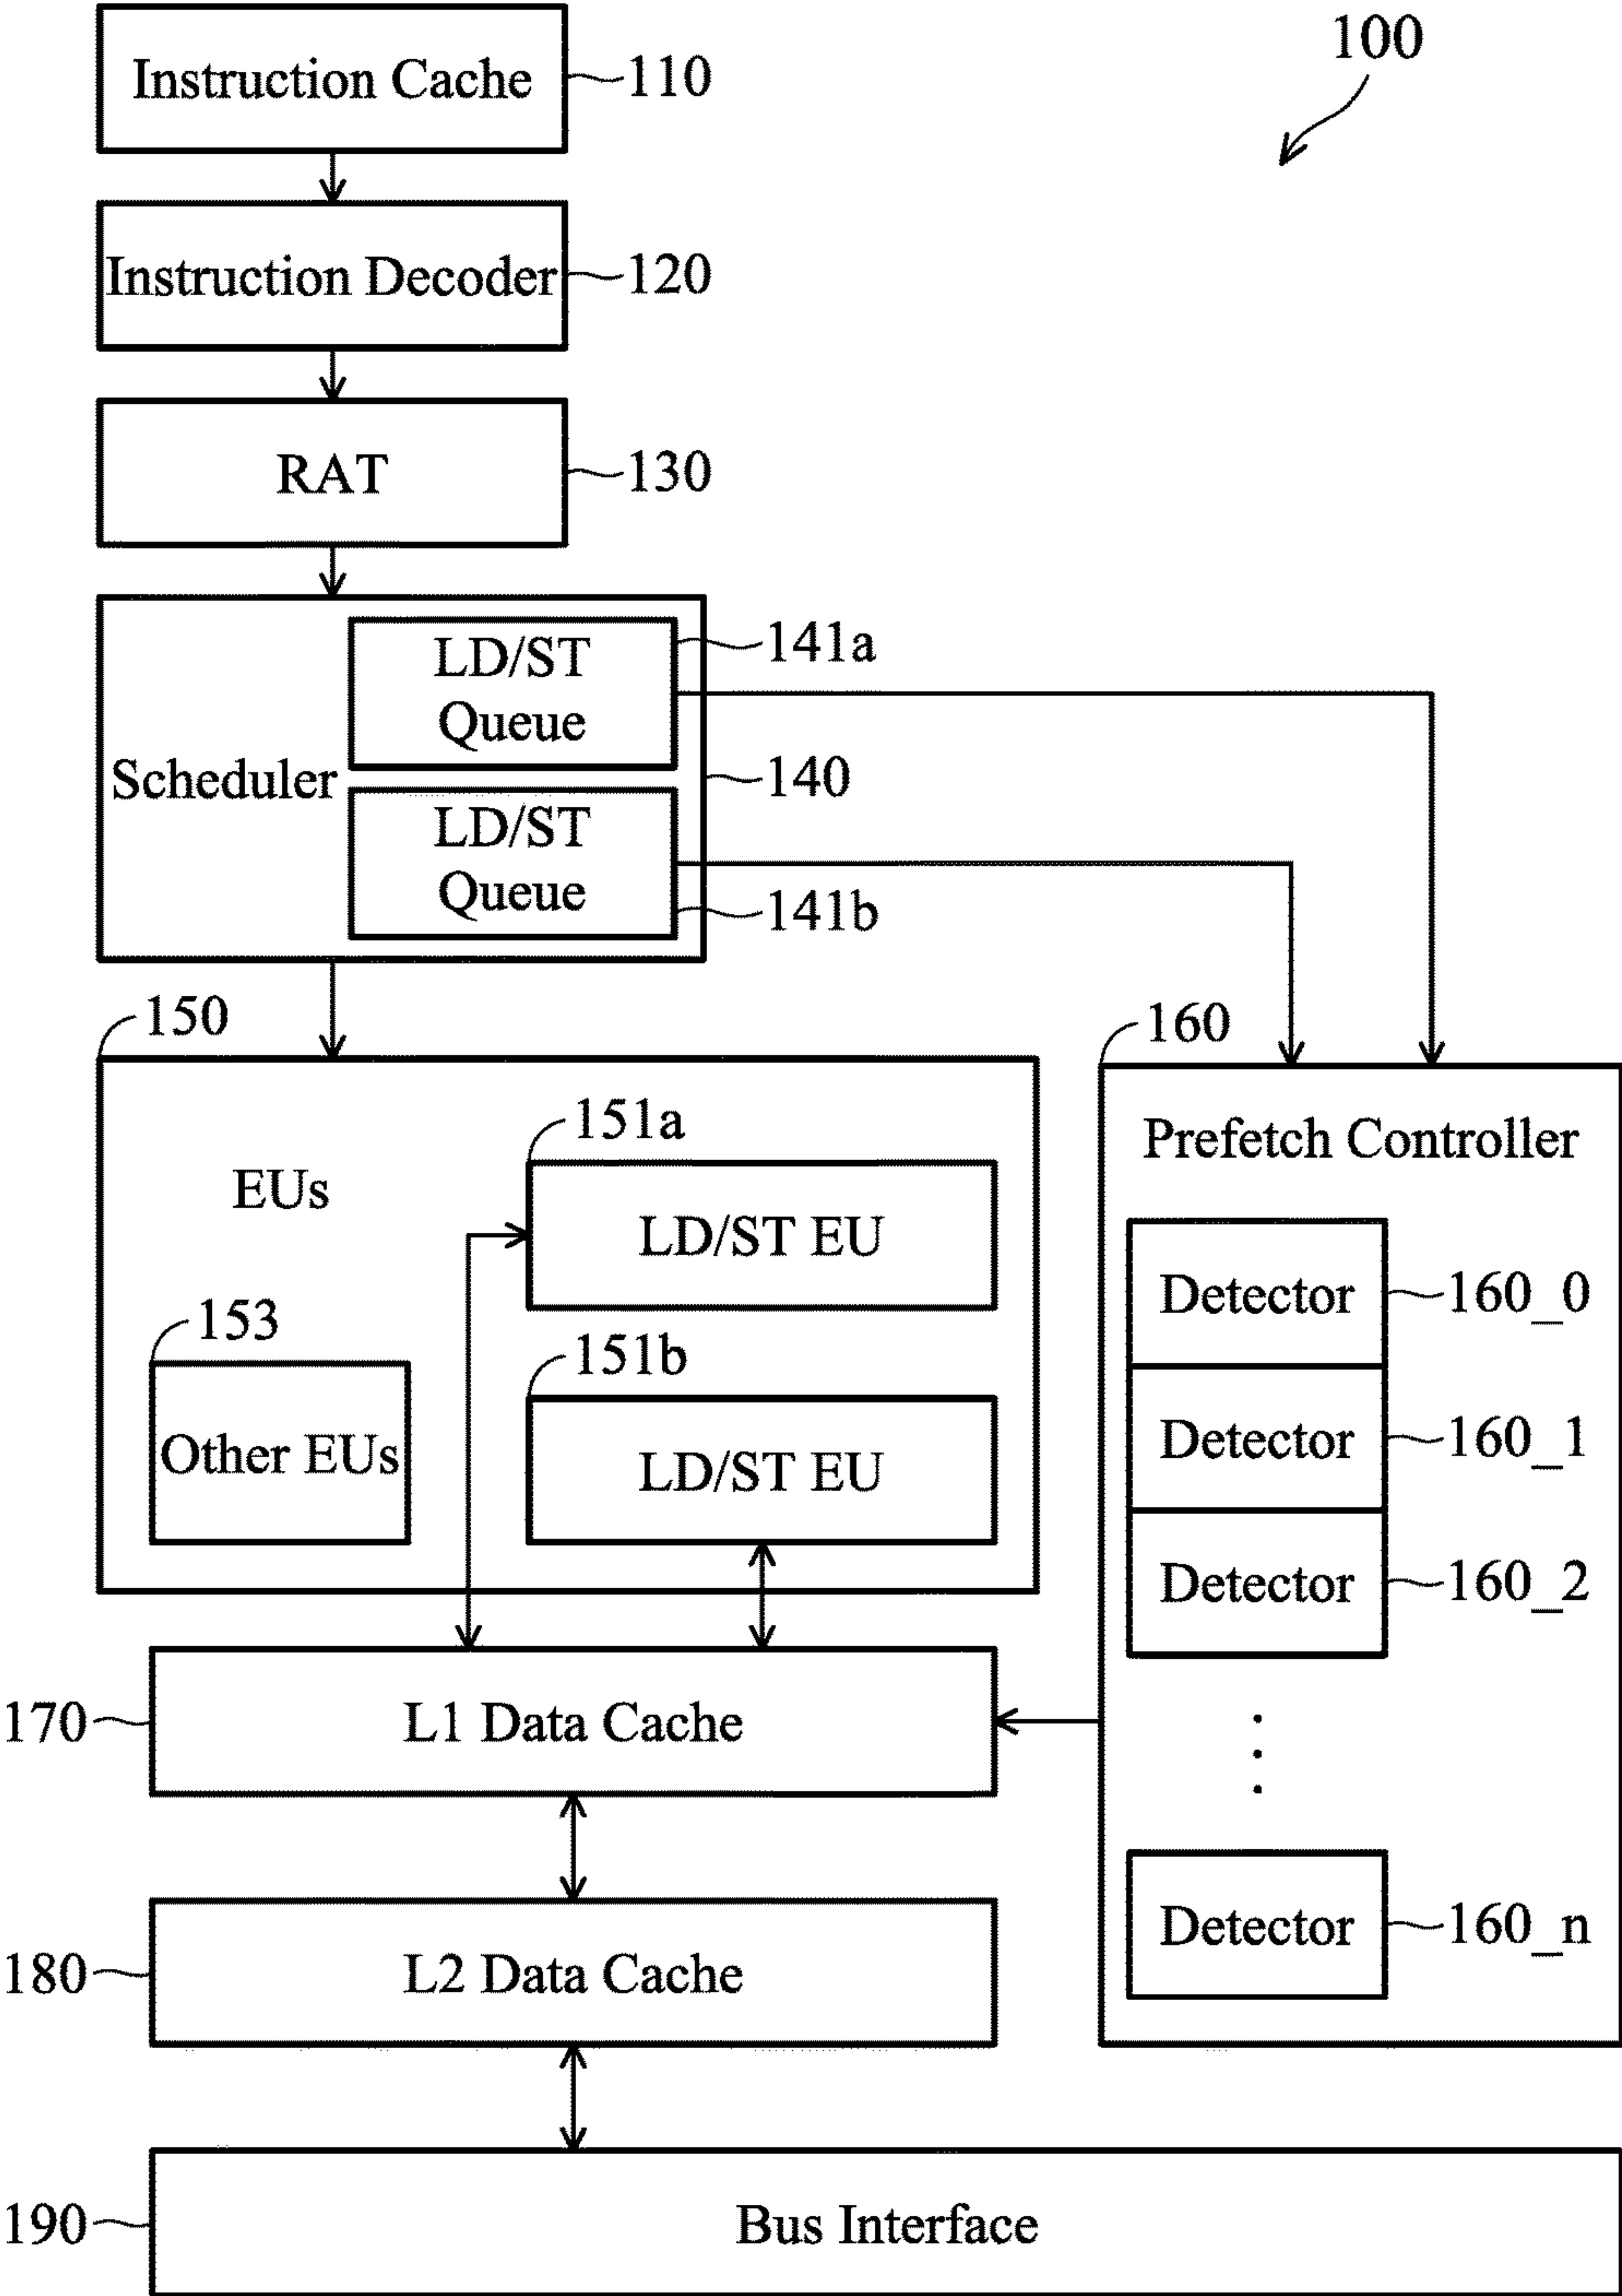 100
Instruction Cache
110
Instruction Decoder
120
RAT
130
LD/ST
Queue
141a
Scheduler
140
LD/ST
Queue
141b
150
160
EUs
151a
LD/ST EU
153
Other EUs
151b
LD/ST EU
Prefetch Controller
Detector
160_0
Detector
160_1
Detector
160_2
Detector
160_n
170
L1 Data Cache
180
L2 Data Cache
190
Bus Interface